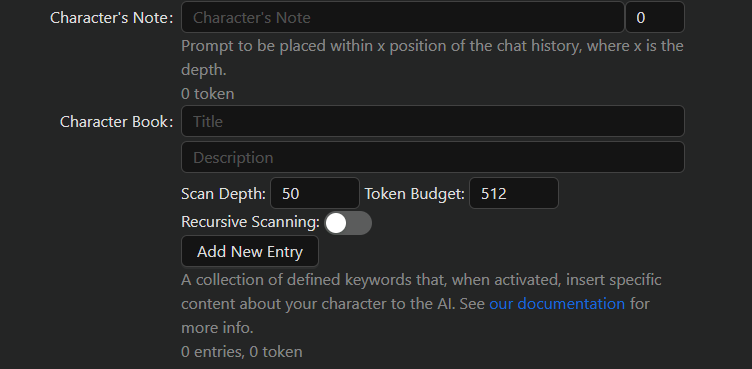 Character's Note: Character's Note 0
Prompt to be placed within x position of the chat history, where x is the
depth.
0 token
Character Book: Title
Description
Scan Depth: 50 Token Budget: 512
Recursive Scanning:
Add New Entry
A collection of defined keywords that, when activated, insert specific
content about your character to the AI. See our documentation for
more info.
0 entries, 0 token